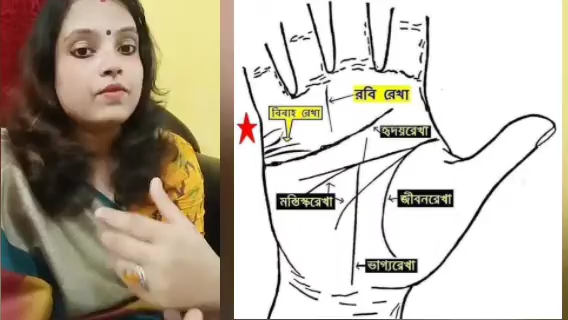 রবি রেখা
বিবাহ রেখা
হৃদয়রেখা
মস্তিস্করেখা
জীবনরেখা
ভাগ্যরেখা